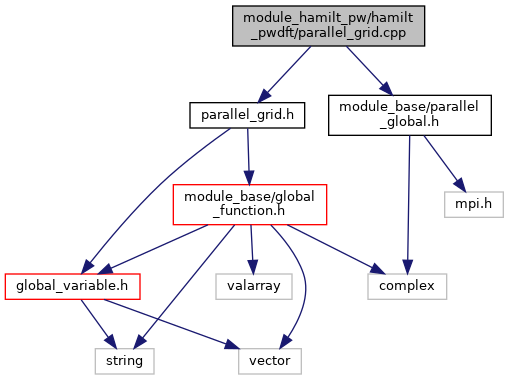 module_hamilt_pw/hamilt
_pwdft/parallel_grid.cpp
parallel_grid.h
module_base/parallel
_global.h
module_base/global
_function.h
mpi.h
global_variable.h
valarray
complex
string
vector